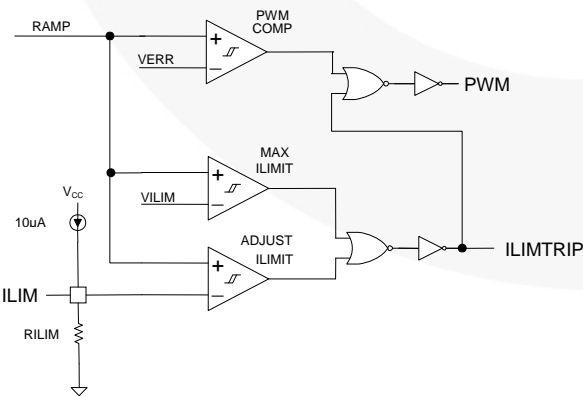 PWM
COMP
RAMP
+
VERR
−
PWM
MAX
ILIMIT
+
VCC
VILIM
−
10uA
ADJUST
ILIMIT
+
ILIMTRIP
ILIM
−
RILIM